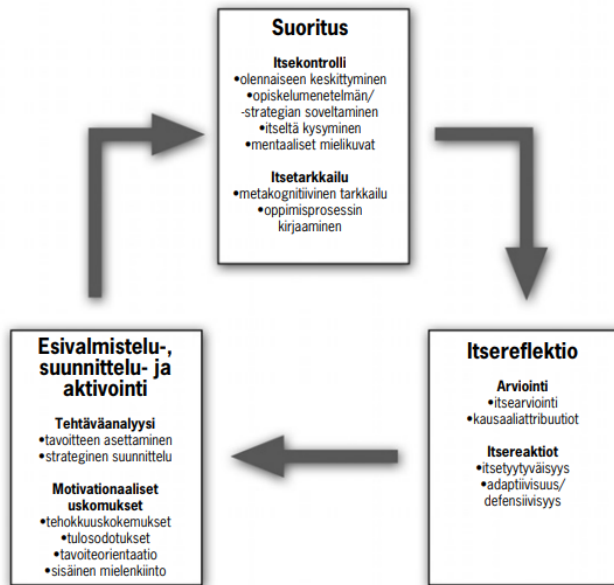 Suoritus
Itsekontrolli
•olennaiseen keskittyminen
•opiskelumenetelmän/
-strategian soveltaminen
•itseltä kysyminen
•mentaaliset mielikuvat
Itsetarkkailu
•metakognitiivinen tarkkailu
•oppimisprosessin
kirjaaminen
Esivalmistelu-,
suunnittelu- ja
aktivointi
Tehtäväanalyysi
•tavoitteen asettaminen
•strateginen suunnittelu
Motivationaaliset
uskomukset
•tehokkuuskokemukset
•tulosodotukset
•tavoiteorientaatio
•sisäinen mielenkiinto
Itsereflektio
Arviointi
•itsearviointi
•kausaaliattribuutiot
Itsereaktiot
•itsetyytyväisyys
•adaptiivisuus/
defensiivisyys